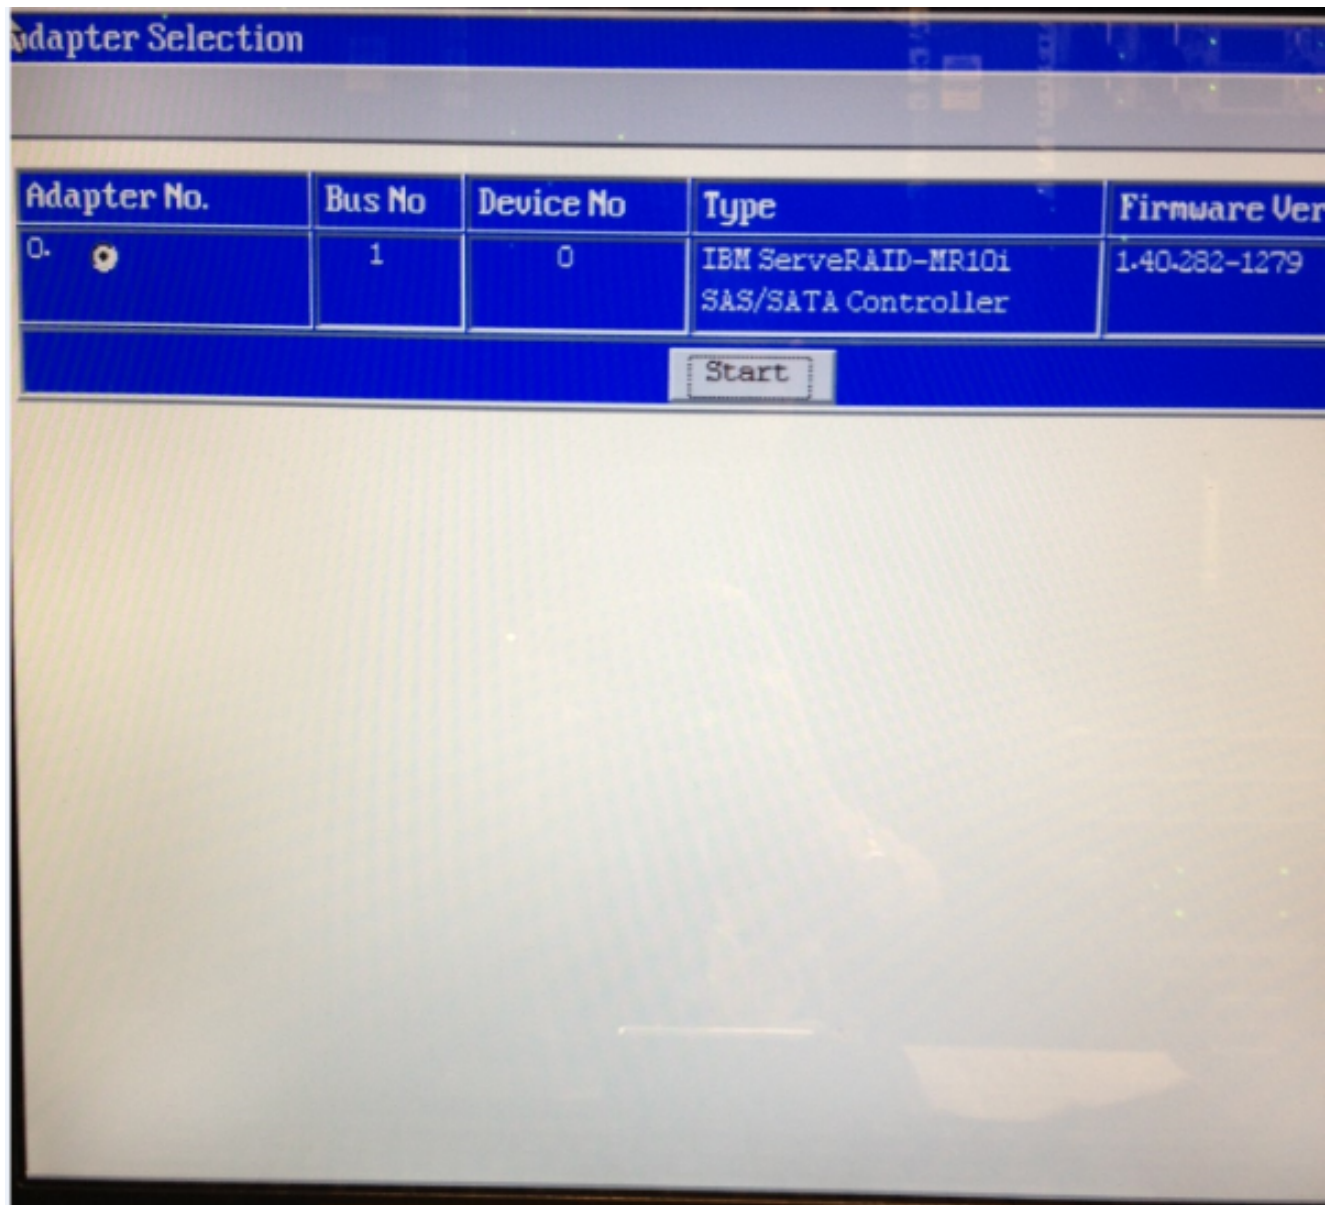 Adapter Selection
Adapter No. Bus No Device No Type Firmware Ver
0. 1 0 IBM ServeRAID-MR10i 1.40.282-1279
SAS/SATA Controller
Start